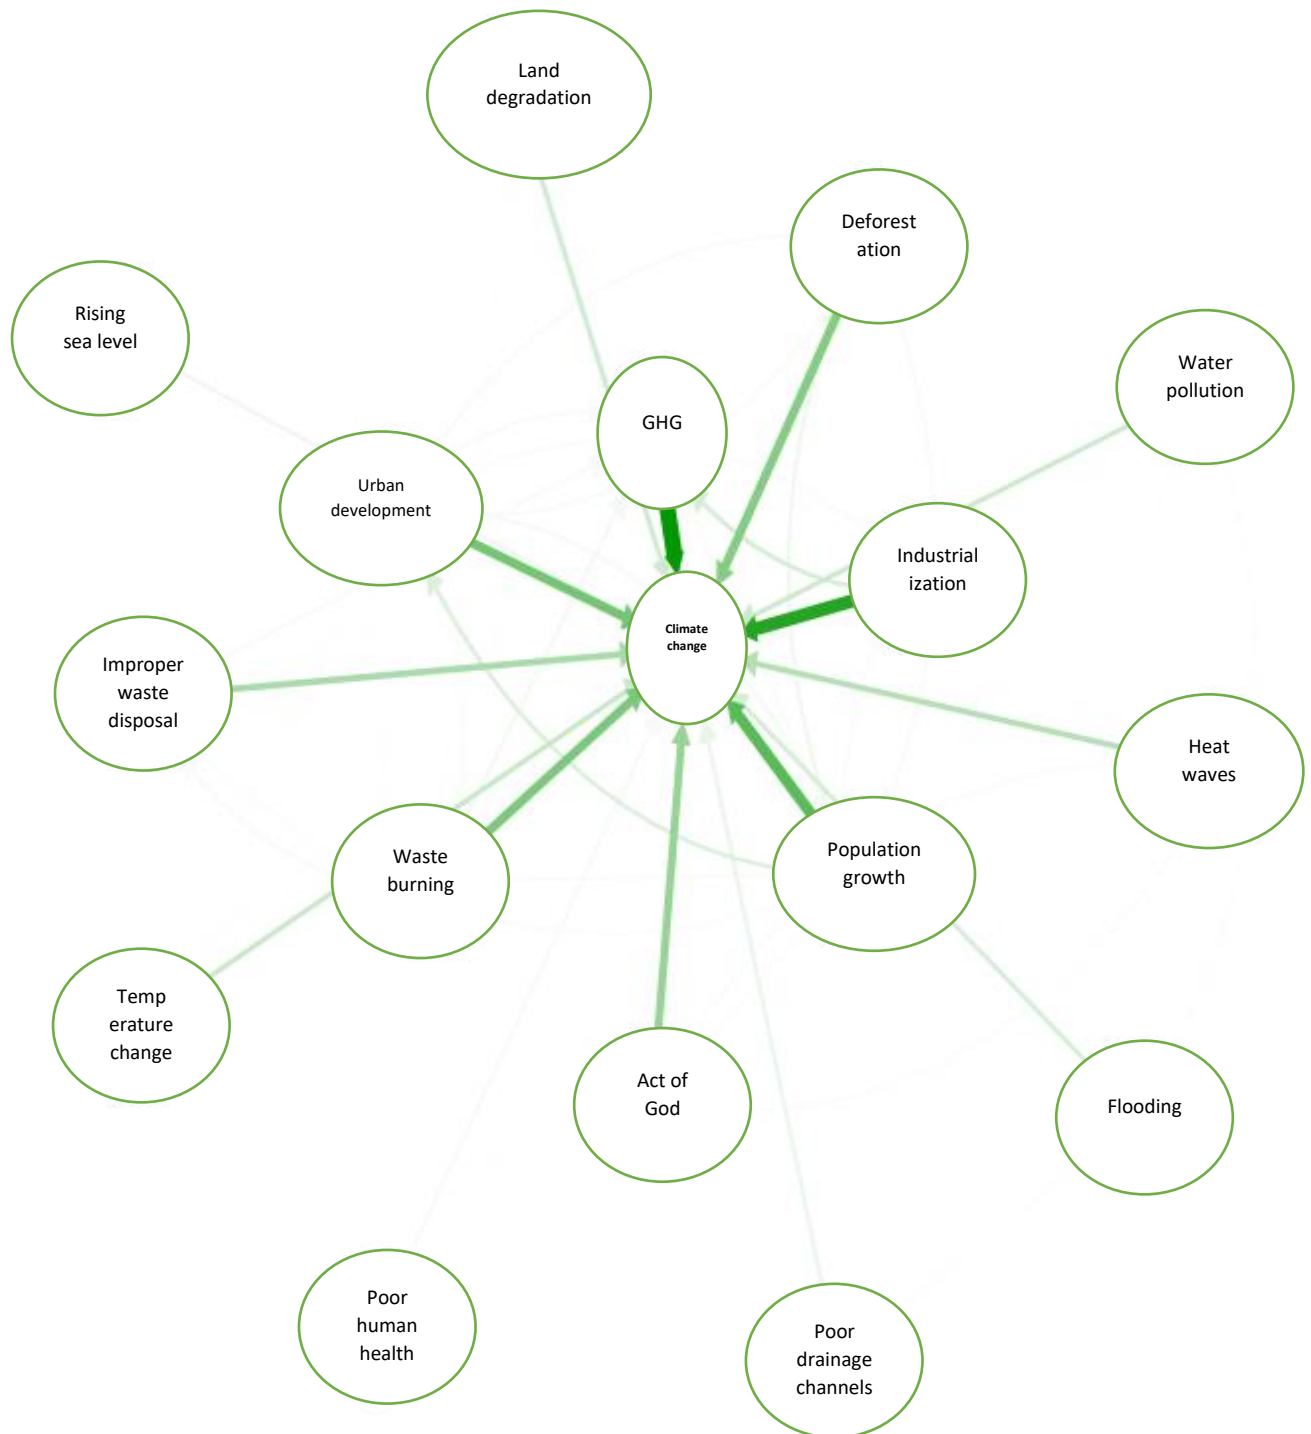 Land
degradation
Deforest
ation
Rising
sea level
Water
pollution
GHG
Urban
development
Industrial
ization
Climate
change
Improper
waste
disposal
Heat
waves
Waste
burning
Population
growth
Temp
erature
change
Act of
God
Flooding
Poor
human
health
Poor
drainage
channels